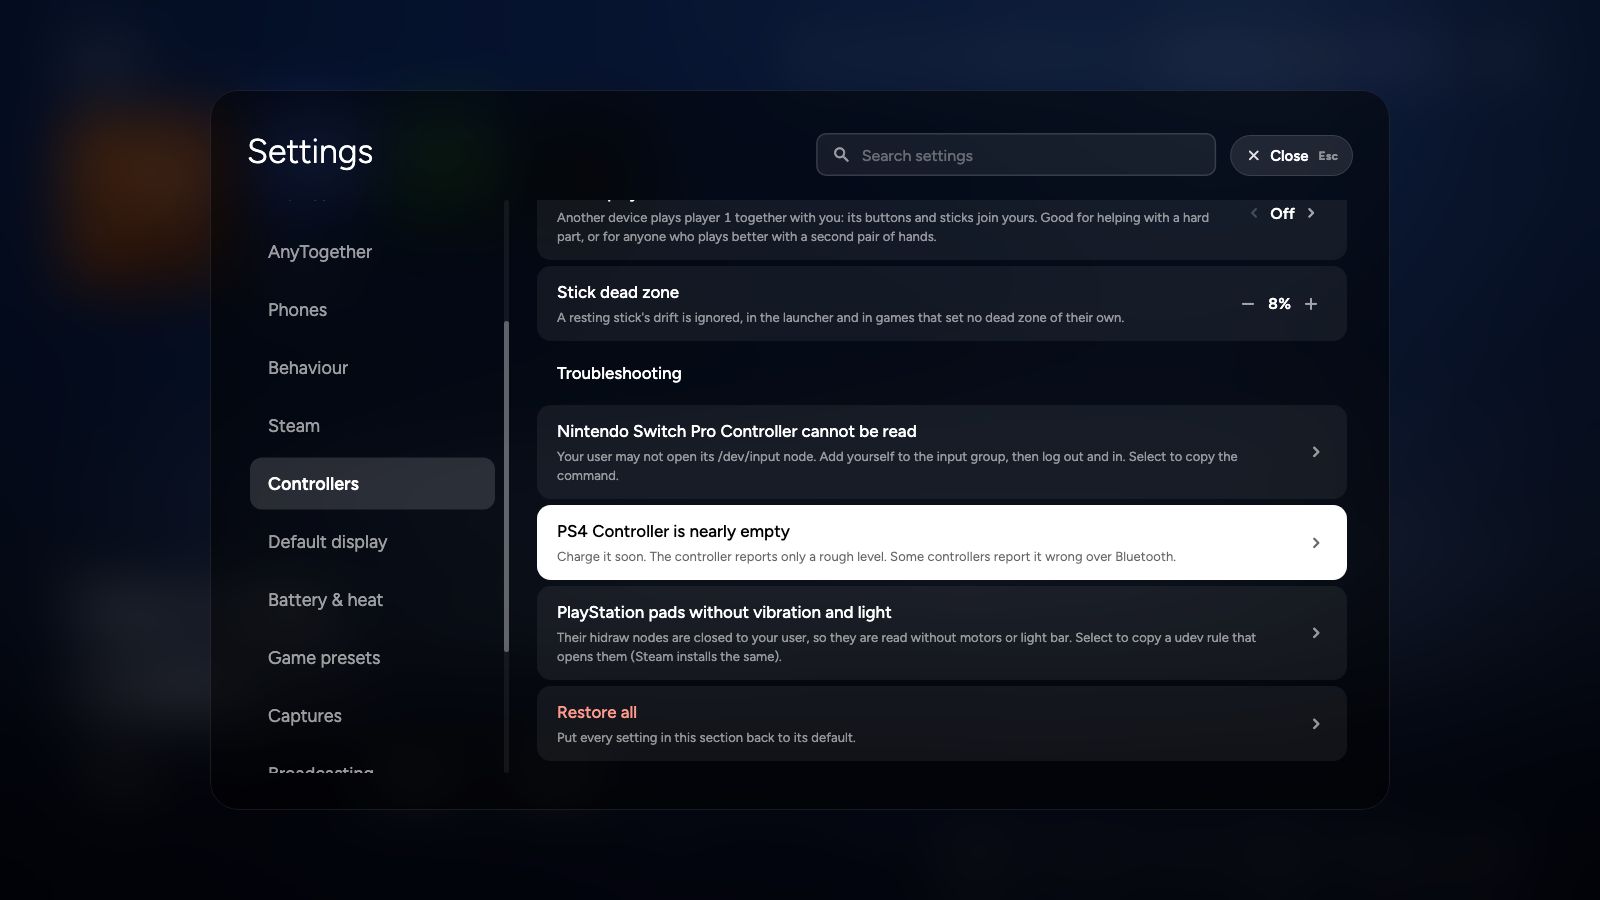 Settings
Search settings
Close Esc
AnyTogether
Phones
Behaviour
Steam
Controllers
Default display
Battery & heat
Game presets
Captures
Broadcasting
Another device plays player 1 together with you: its buttons and sticks join yours. Good for helping with a hard
part, or for anyone who plays better with a second pair of hands.
Off
Stick dead zone
A resting stick's drift is ignored, in the launcher and in games that set no dead zone of their own.
8%
Troubleshooting
Nintendo Switch Pro Controller cannot be read
Your user may not open its /dev/input node. Add yourself to the input group, then log out and in. Select to copy the
command.
PS4 Controller is nearly empty
Charge it soon. The controller reports only a rough level. Some controllers report it wrong over Bluetooth.
PlayStation pads without vibration and light
Their hidraw nodes are closed to your user, so they are read without motors or light bar. Select to copy a udev rule that
opens them (Steam installs the same).
Restore all
Put every setting in this section back to its default.